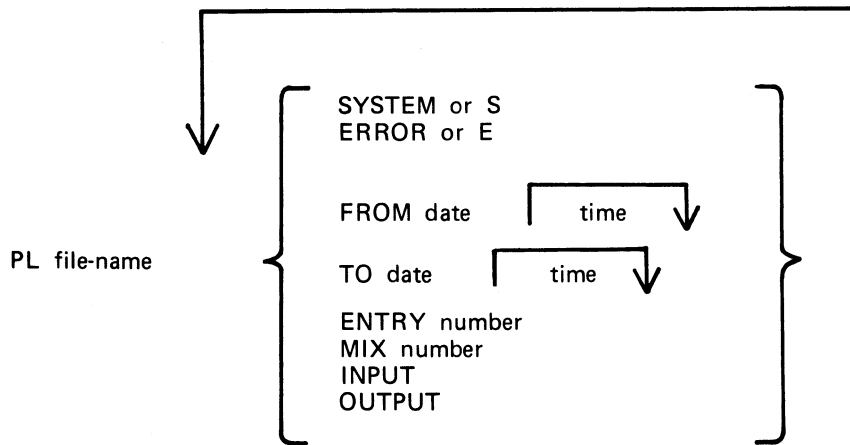 SYSTEM or S
ERROR or E
FROM date time
PL file-name
TO date time
ENTRY number
MIX number
INPUT
OUTPUT